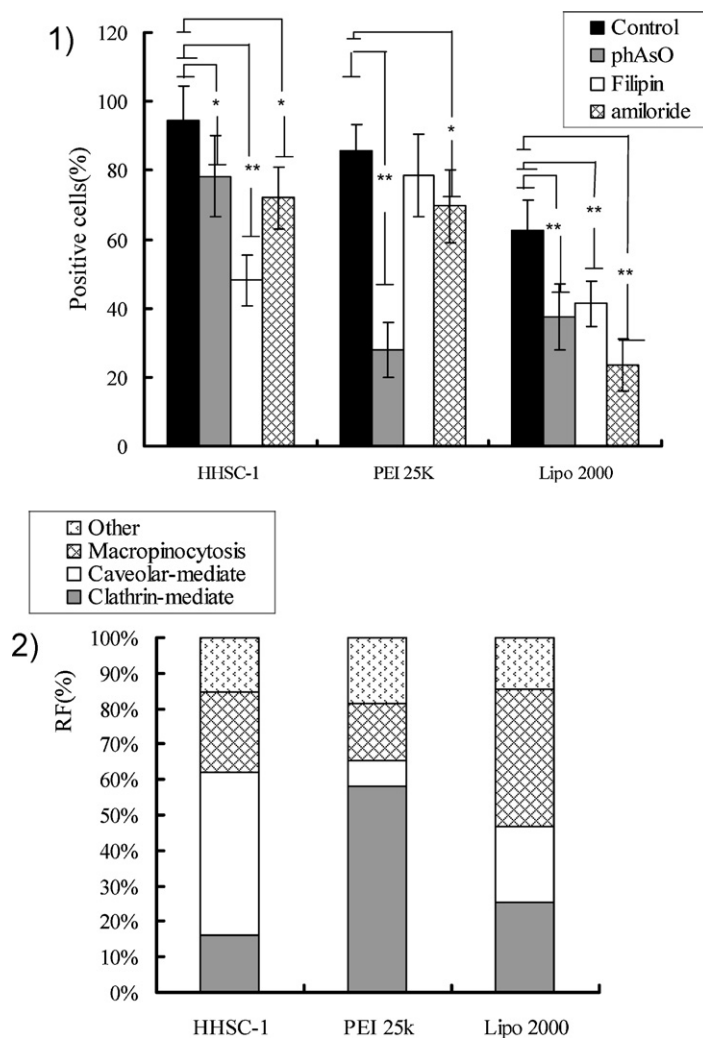 1)
Positive cells(%)
120
100
80
60
40
20
0
Control
phAsO
Filipin
amiloride
*
**
*
**
*
**
**
**
HHSC-1
PEI 25K
Lipo 2000
Other
Macropinocytosis
Caveolar-mediate
Clathrin-mediate
2)
RF(%)
100%
90%
80%
70%
60%
50%
40%
30%
20%
10%
0%
HHSC-1
PEI 25k
Lipo 2000